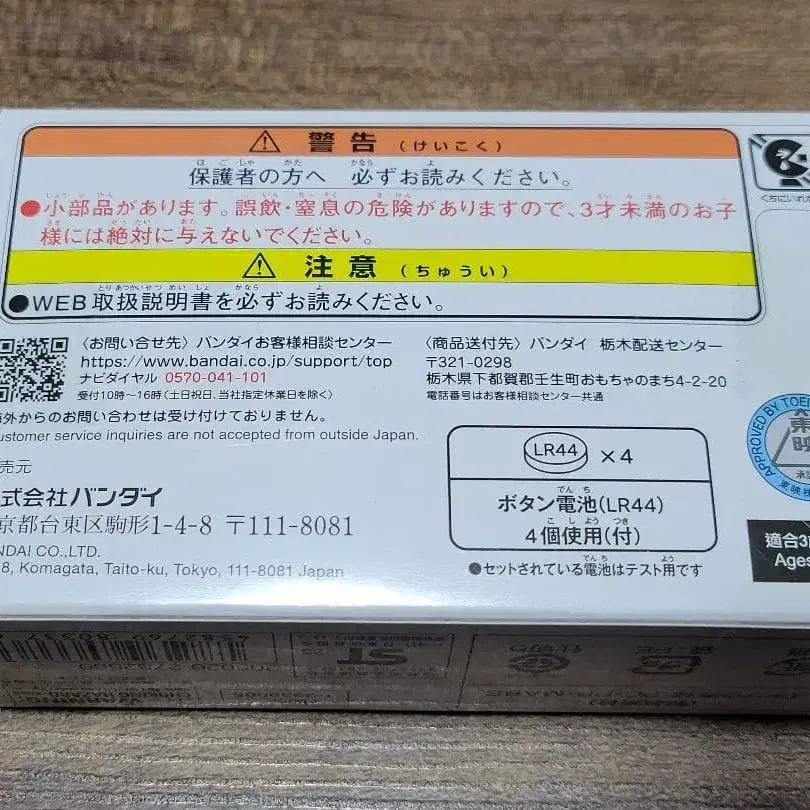 ⚠ 警告 (けいこく)
保護者の方へ 必ずお読みください。
●小部品があります。誤飲・窒息の危険がありますので、3才未満のお子
様には絶対に与えないでください。
⚠ 注意 (ちゅうい)
●WEB取扱説明書を必ずお読みください。
〈お問い合せ先〉バンダイお客様相談センター
https://www.bandai.co.jp/support/top
ナビダイヤル 0570-041-101
受付10時~16時(土日祝日、当社指定休業日を除く)
海外からのお問い合わせは受け付けておりません。
ustomer service inquiries are not accepted from outside Japan.
売元
式会社バンダイ
京都台東区駒形1-4-8 〒111-8081
NDAI CO.,LTD.
8, Komagata, Taito-ku, Tokyo, 111-8081 Japan
〈商品送付先〉バンダイ 栃木配送センター
〒321-0298
栃木県下都賀郡壬生町おもちゃのまち4-2-20
電話番号はお客様相談センター共通
LR44 ×4
ボタン電池(LR44)
4個使用(付)
●セットされている電池はテスト用です
くちにいれ
APPROVED BY TOEI
東映
適合3
Ages
ST